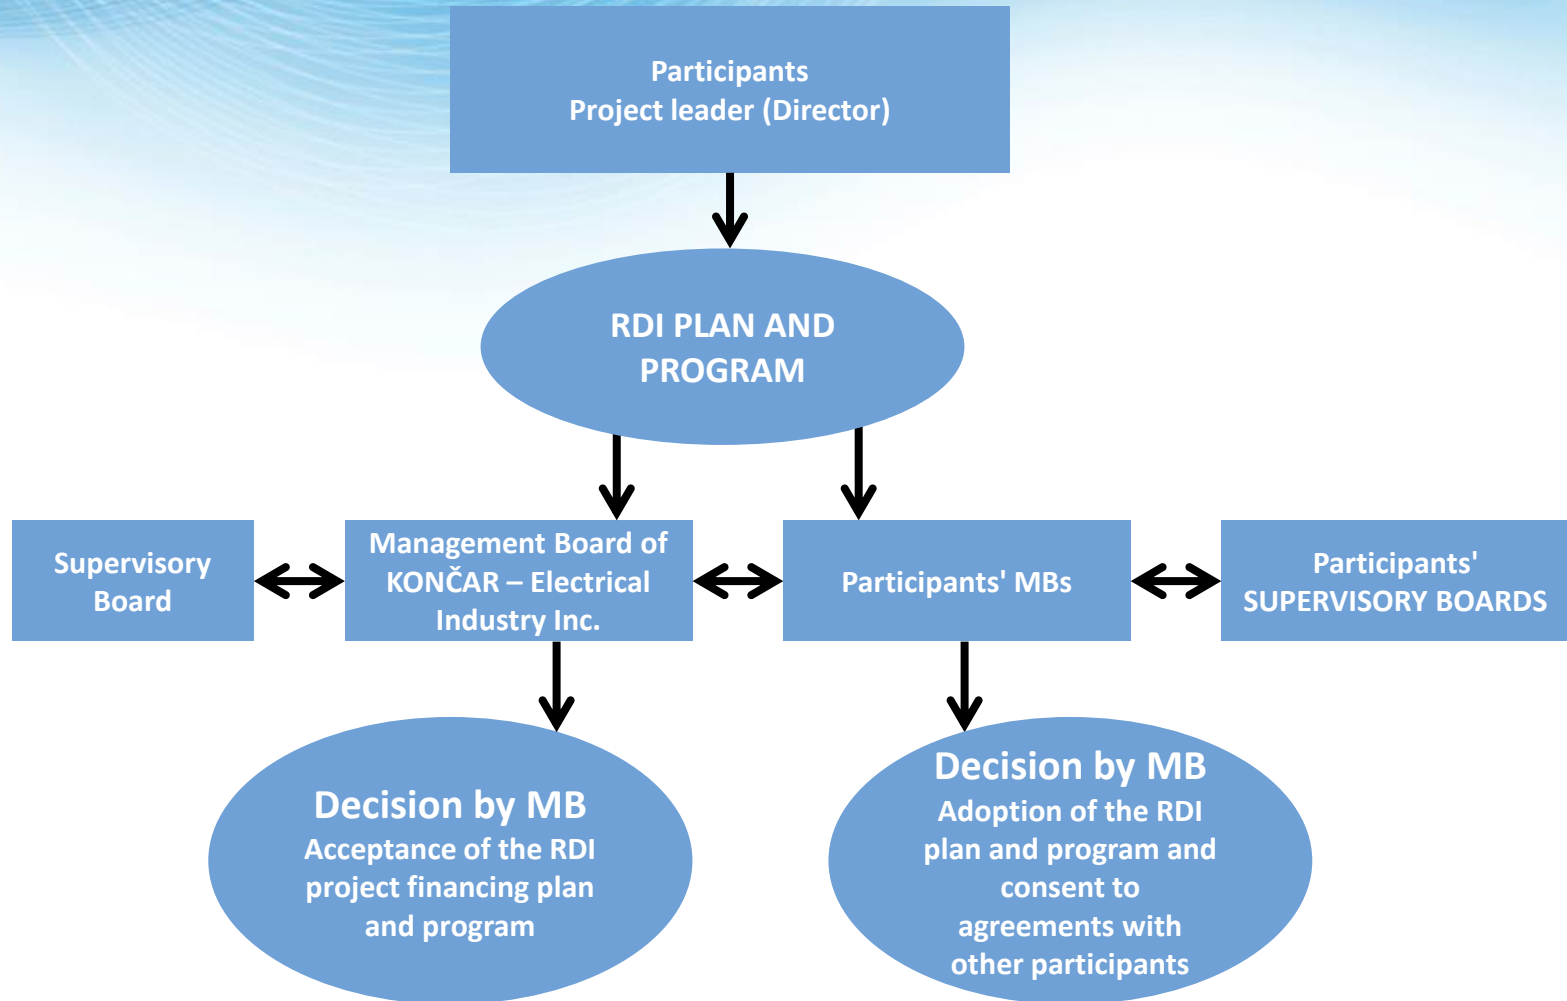 Participants
Project leader (Director)
RDI PLAN AND
PROGRAM
Supervisory
Board
Management Board of
KONČAR – Electrical
Industry Inc.
Participants' MBs
Participants'
SUPERVISORY BOARDS
Decision by MB
Acceptance of the RDI
project financing plan
and program
Decision by MB
Adoption of the RDI
plan and program and
consent to
agreements with
other participants